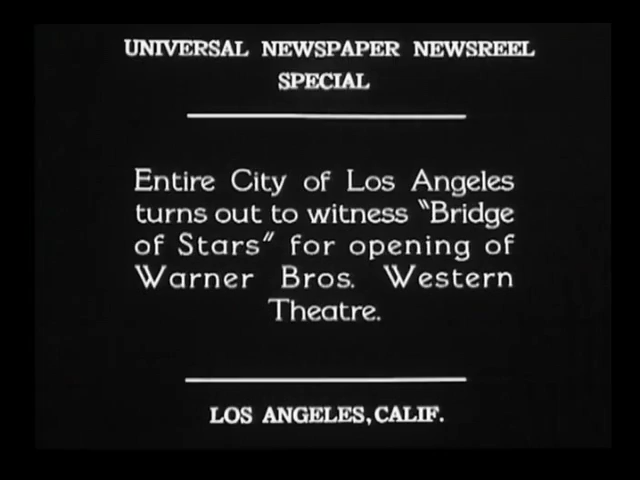 UNIVERSAL NEWSPAPER NEWSREEL
SPECIAL
Entire City of Los Angeles
turns out to witness "Bridge
of Stars" for opening of
Warner Bros. Western
Theatre.
LOS ANGELES, CALIF.